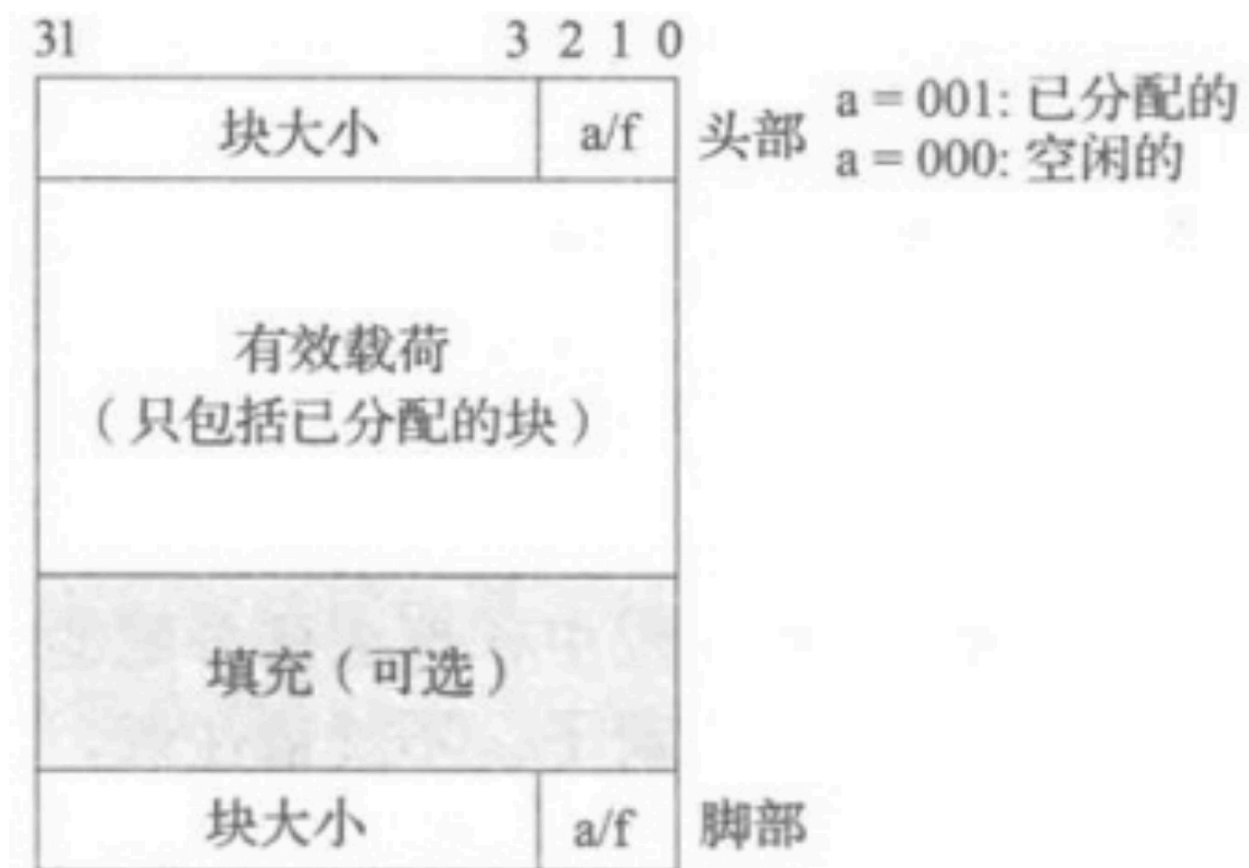 31 3 2 1 0
块大小 a/f 头部 a = 001: 已分配的
a = 000: 空闲的
有效载荷
（只包括已分配的块）
填充（可选）
块大小 a/f 脚部